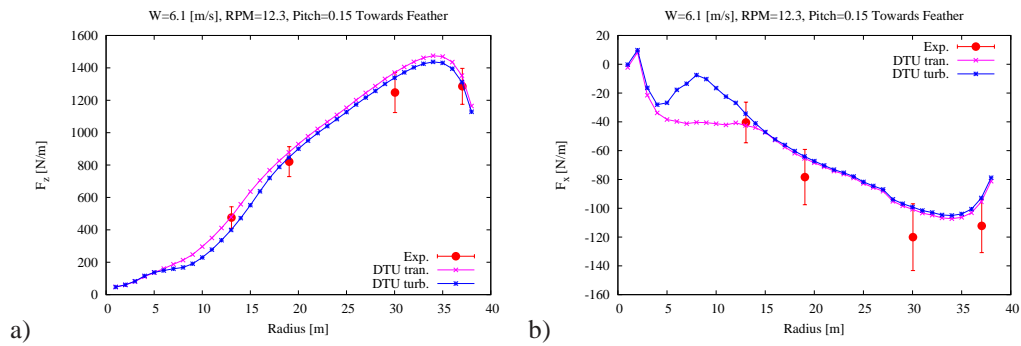 W=6.1 [m/s], RPM=12.3, Pitch=0.15 Towards Feather
1600
1400
1200
1000
800
600
400
200
0
F_z [N/m]
0 5 10 15 20 25 30 35 40
Radius [m]
Exp.
DTU tran.
DTU turb.
a)
W=6.1 [m/s], RPM=12.3, Pitch=0.15 Towards Feather
20
0
-20
-40
-60
-80
-100
-120
-140
-160
F_x [N/m]
0 5 10 15 20 25 30 35 40
Radius [m]
Exp.
DTU tran.
DTU turb.
b)